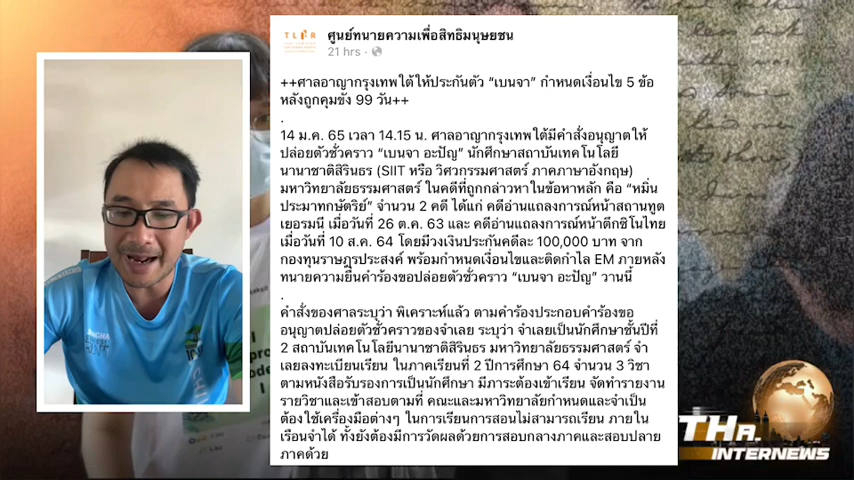 TLHR
ศูนย์ทนายความเพื่อสิทธิมนุษยชน
21 hrs ·
++ศาลอาญากรุงเทพใต้ให้ประกันตัว “เบนจา” กำหนดเงื่อนไข 5 ข้อ
หลังถูกคุมขัง 99 วัน++
.
14 ม.ค. 65 เวลา 14.15 น. ศาลอาญากรุงเทพใต้มีคำสั่งอนุญาตให้
ปล่อยตัวชั่วคราว “เบนจา อะปัญ” นักศึกษาสถาบันเทคโนโลยี
นานาชาติสิรินธร (SIIT หรือ วิศวกรรมศาสตร์ ภาคภาษาอังกฤษ)
มหาวิทยาลัยธรรมศาสตร์ ในคดีที่ถูกกล่าวหาในข้อหาหลัก คือ “หมิ่น
ประมาทกษัตริย์” จำนวน 2 คดี ได้แก่ คดีอ่านแถลงการณ์หน้าสถานทูต
เยอรมนี เมื่อวันที่ 26 ต.ค. 63 และ คดีอ่านแถลงการณ์หน้าตึกซิโนไทย
เมื่อวันที่ 10 ส.ค. 64 โดยมีวงเงินประกันคดีละ 100,000 บาท จาก
กองทุนราษฎรประสงค์ พร้อมกำหนดเงื่อนไขและติดกำไล EM ภายหลัง
ทนายความยื่นคำร้องขอปล่อยตัวชั่วคราว “เบนจา อะปัญ” วานนี้
.
คำสั่งของศาลระบุว่า พิเคราะห์แล้ว ตามคำร้องประกอบคำร้องขอ
อนุญาตปล่อยตัวชั่วคราวของจำเลย ระบุว่า จำเลยเป็นนักศึกษาชั้นปีที่
2 สถาบันเทคโนโลยีนานาชาติสิรินธร มหาวิทยาลัยธรรมศาสตร์ จำ
เลยลงทะเบียนเรียน ในภาคเรียนที่ 2 ปีการศึกษา 64 จำนวน 3 วิชา
ตามหนังสือรับรองการเป็นนักศึกษา มีภาระต้องเข้าเรียน จัดทำรายงาน
รายวิชาและเข้าสอบตามที่ คณะและมหาวิทยาลัยกำหนดและจำเป็น
ต้องใช้เครื่องมือต่างๆ ในการเรียนการสอนไม่สามารถเรียน ภายใน
เรือนจำได้ ทั้งยังต้องมีการวัดผลด้วยการสอบกลางภาคและสอบปลาย
ภาคด้วย
THR.
INTERNEWS